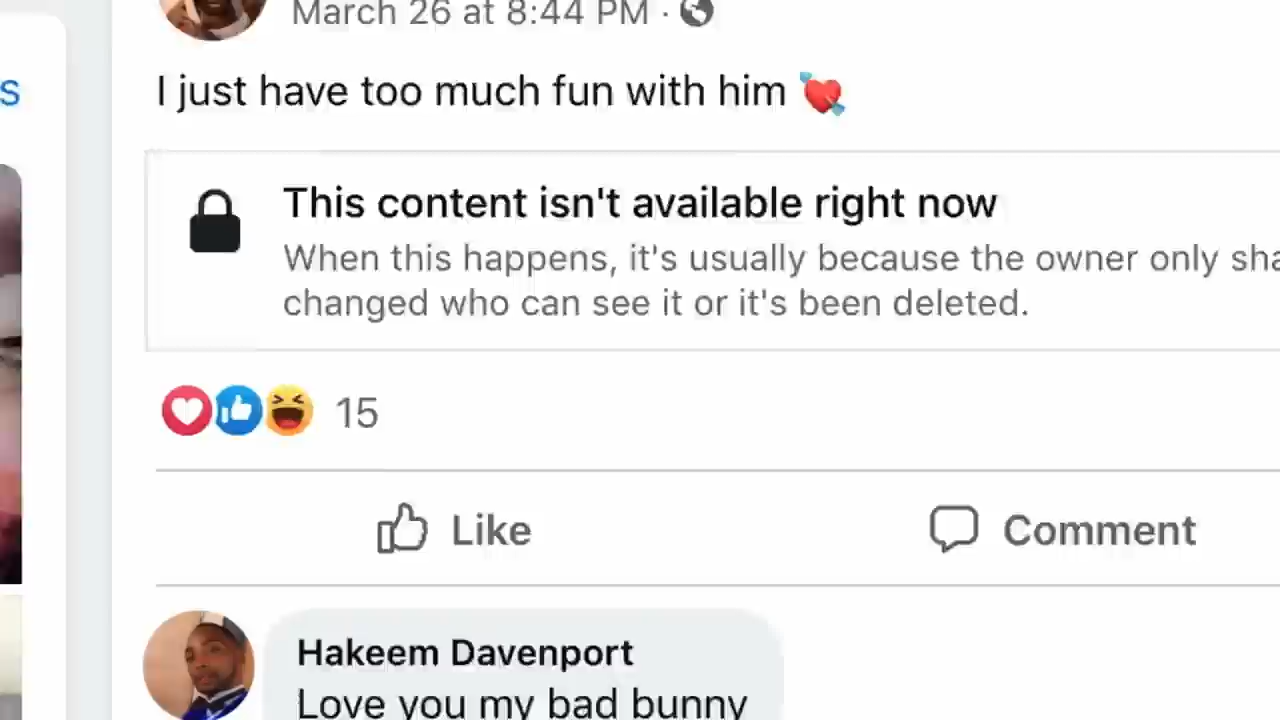 March 26 at 8:44 PM ·
I just have too much fun with him 💘
This content isn't available right now
When this happens, it's usually because the owner only sha
changed who can see it or it's been deleted.
15
Like
Comment
Hakeem Davenport
Love you my bad bunny